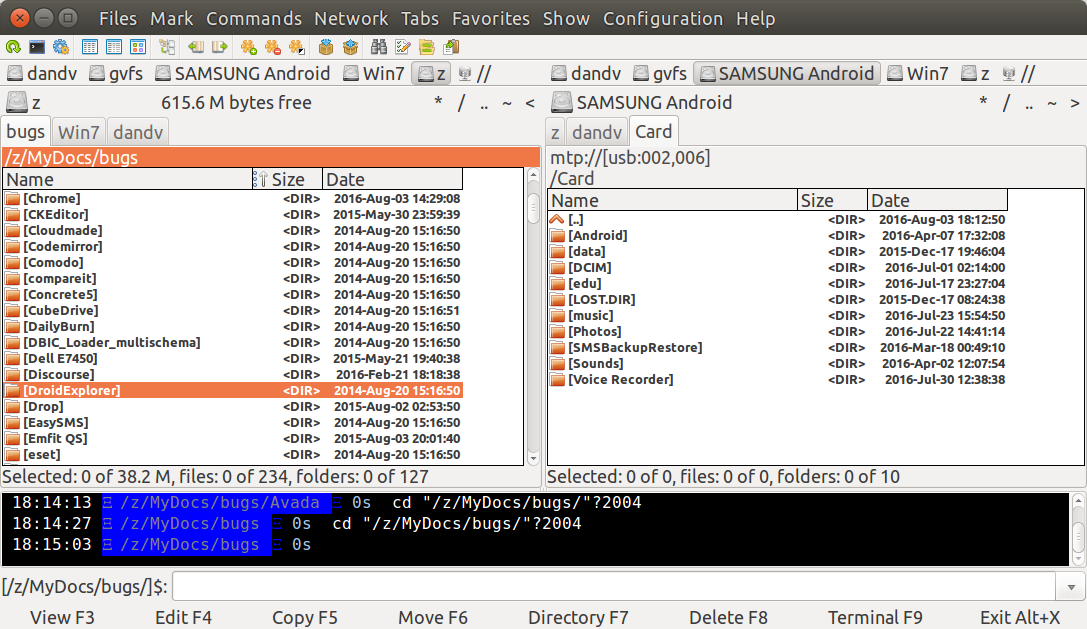 Files Mark Commands Network Tabs Favorites Show Configuration Help
dandv gvfs SAMSUNG Android Win7 z //
dandv gvfs SAMSUNG Android Win7 z //
z 615.6 M bytes free * / .. ~ <
SAMSUNG Android * / .. ~ >
bugs Win7 dandv
/z/MyDocs/bugs
Name Size Date
[Chrome] <DIR> 2016-Aug-03 14:29:08
[CKEditor] <DIR> 2015-May-30 23:59:39
[Cloudmade] <DIR> 2014-Aug-20 15:16:50
[Codemirror] <DIR> 2014-Aug-20 15:16:50
[Comodo] <DIR> 2014-Aug-20 15:16:50
[compareit] <DIR> 2014-Aug-20 15:16:50
[Concrete5] <DIR> 2014-Aug-20 15:16:50
[CubeDrive] <DIR> 2014-Aug-20 15:16:51
[DailyBurn] <DIR> 2014-Aug-20 15:16:50
[DBIC_Loader_multischema] <DIR> 2014-Aug-20 15:16:50
[Dell E7450] <DIR> 2015-May-21 19:40:38
[Discourse] <DIR> 2016-Feb-21 18:18:38
[DroidExplorer] <DIR> 2014-Aug-20 15:16:50
[Drop] <DIR> 2015-Aug-02 02:53:50
[EasySMS] <DIR> 2014-Aug-20 15:16:50
[Emfit QS] <DIR> 2015-Aug-03 20:01:40
[eset] <DIR> 2014-Aug-20 15:16:50
Selected: 0 of 38.2 M, files: 0 of 234, folders: 0 of 127
z dandv Card
mtp://[usb:002,006]
/Card
Name Size Date
[..] <DIR> 2016-Aug-03 18:12:50
[Android] <DIR> 2016-Apr-07 17:32:08
[data] <DIR> 2015-Dec-17 19:46:04
[DCIM] <DIR> 2016-Jul-01 02:14:00
[edu] <DIR> 2016-Jul-17 23:27:04
[LOST.DIR] <DIR> 2015-Dec-17 08:24:38
[music] <DIR> 2016-Jul-23 15:54:50
[Photos] <DIR> 2016-Jul-22 14:41:14
[SMSBackupRestore] <DIR> 2016-Mar-18 00:49:10
[Sounds] <DIR> 2016-Apr-02 12:07:54
[Voice Recorder] <DIR> 2016-Jul-30 12:38:38
Selected: 0 of 0, files: 0 of 0, folders: 0 of 10
18:14:13 Ξ /z/MyDocs/bugs/Avada Ξ 0s cd "/z/MyDocs/bugs/"?2004
18:14:27 Ξ /z/MyDocs/bugs Ξ 0s cd "/z/MyDocs/bugs/"?2004
18:15:03 Ξ /z/MyDocs/bugs Ξ 0s
[/z/MyDocs/bugs/]$:
View F3 Edit F4 Copy F5 Move F6 Directory F7 Delete F8 Terminal F9 Exit Alt+X